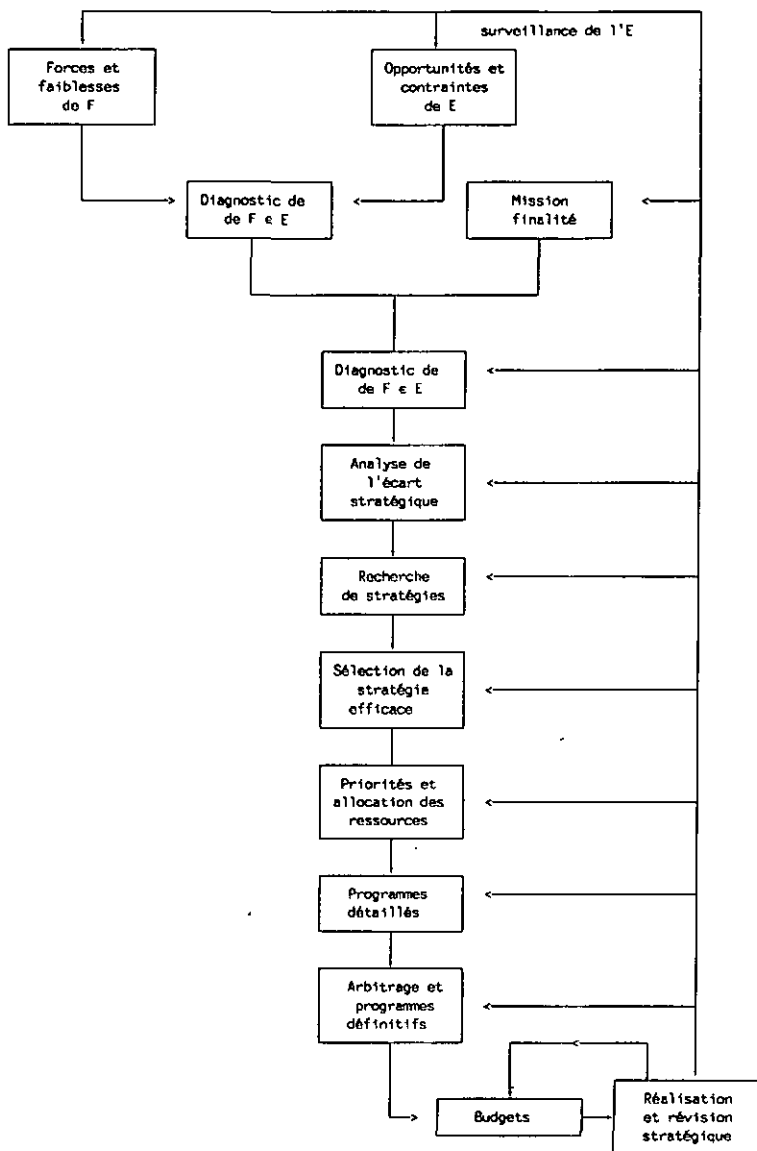 surveillance de l'E
Forces et
faiblesses
de F
Opportunités et
contraintes
de E
Diagnostic de
de F ∈ E
Mission
finalité
Diagnostic de
de F ∈ E
Analyse de
l'écart
stratégique
Recherche
de stratégies
Sélection de la
stratégie
efficace
Priorités et
allocation des
ressources
Programmes
détaillés
Arbitrage et
programmes
définitifs
Budgets
Réalisation
et révision
stratégique